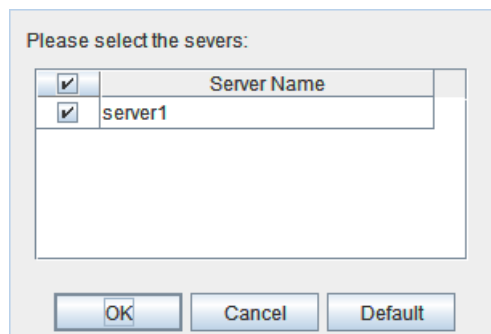 Please select the severs:
Server Name
server1
OK Cancel Default